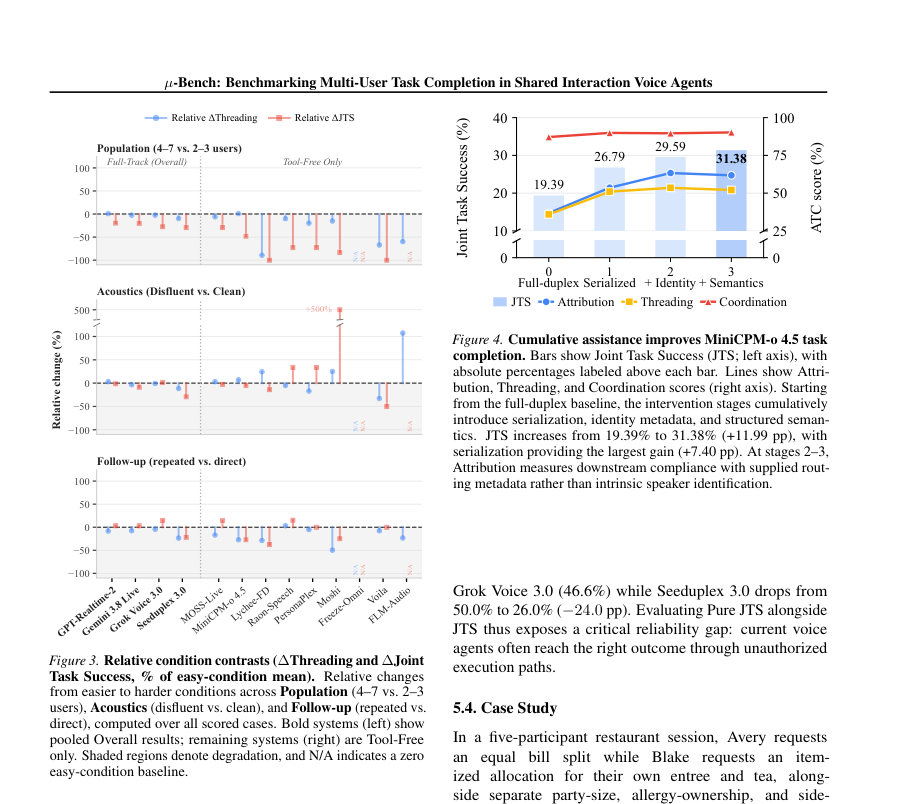 μ-Bench: Benchmarking Multi-User Task Completion in Shared Interaction Voice Agents
Relative ΔThreading Relative ΔJTS
Population (4–7 vs. 2–3 users)
Full-Track (Overall) Tool-Free Only
100
50
0
−50
−100
N/A N/A N/A
Acoustics (Disfluent vs. Clean)
500
+500%
100
50
0
−50
−100
N/A N/A N/A
Relative change (%)
Follow-up (repeated vs. direct)
100
50
0
−50
−100
N/A N/A N/A
GPT-Realtime-2
Gemini 3.8 Live
Grok Voice 3.0
Seeduplex 3.0
MOSS-Live
MiniCPM-o 4.5
Lychee-FD
Raon-Speech
PersonaPlex
Moshi
Freeze-Omni
Voila
FLM-Audio
Figure 3. Relative condition contrasts (ΔThreading and ΔJoint
Task Success, % of easy-condition mean). Relative changes
from easier to harder conditions across Population (4–7 vs. 2–3
users), Acoustics (disfluent vs. clean), and Follow-up (repeated vs.
direct), computed over all scored cases. Bold systems (left) show
pooled Overall results; remaining systems (right) are Tool-Free
only. Shaded regions denote degradation, and N/A indicates a zero
easy-condition baseline.
Joint Task Success (%)
40
30
20
10
0
19.39
26.79
29.59
31.38
100
75
50
25
0
ATC score (%)
0 1 2 3
Full-duplex Serialized + Identity + Semantics
JTS Attribution Threading Coordination
Figure 4. Cumulative assistance improves MiniCPM-o 4.5 task
completion. Bars show Joint Task Success (JTS; left axis), with
absolute percentages labeled above each bar. Lines show Attri-
bution, Threading, and Coordination scores (right axis). Starting
from the full-duplex baseline, the intervention stages cumulatively
introduce serialization, identity metadata, and structured seman-
tics. JTS increases from 19.39% to 31.38% (+11.99 pp), with
serialization providing the largest gain (+7.40 pp). At stages 2–3,
Attribution measures downstream compliance with supplied rout-
ing metadata rather than intrinsic speaker identification.
Grok Voice 3.0 (46.6%) while Seeduplex 3.0 drops from
50.0% to 26.0% (−24.0 pp). Evaluating Pure JTS alongside
JTS thus exposes a critical reliability gap: current voice
agents often reach the right outcome through unauthorized
execution paths.
5.4. Case Study
In a five-participant restaurant session, Avery requests
an equal bill split while Blake requests an item-
ized allocation for their own entree and tea, along-
side separate party-size, allergy-ownership, and side-